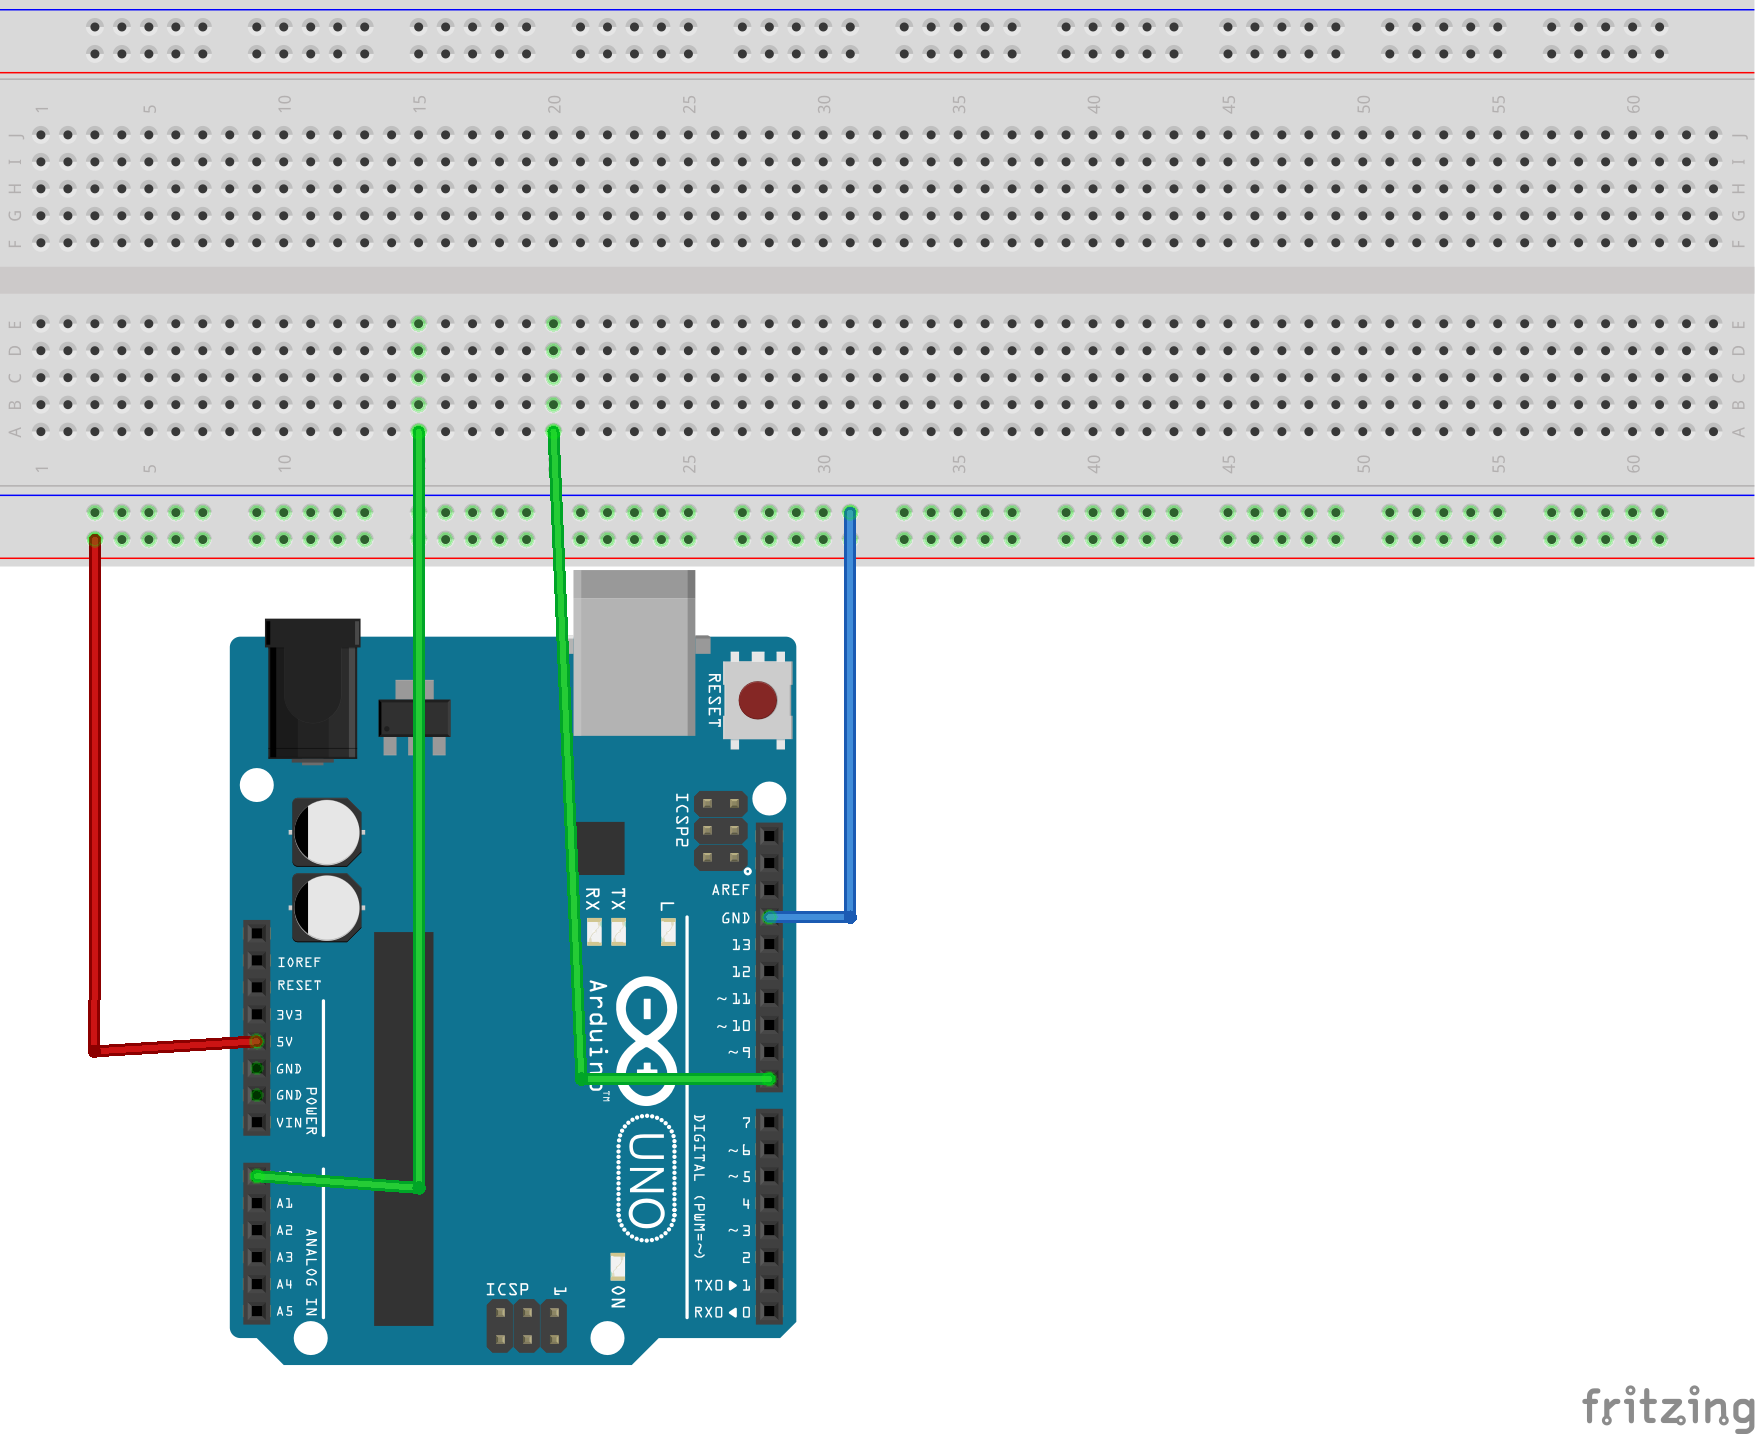 1 5 10 15 20 25 30 35 40 45 50 55 60
J J
I I
H H
G G
F F
E E
D D
C C
B B
A A
1 5 10 25 30 35 40 45 50 55 60
RESET
ICSP2
AREF
GND
13
12
~11
~10
~9
7
~6
~5
4
~3
2
TX0▶1
RX0◀0
DIGITAL (PWM=~)
RX
TX
L
IOREF
RESET
3V3
5V
GND
GND
VIN
POWER
A1
A2
A3
A4
A5
ANALOG IN
Arduino™
UNO
ICSP
1
ON
fritzing